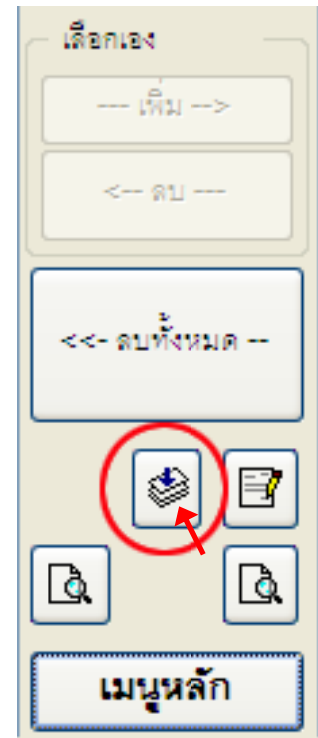 เลือกเอง
--- เพิ่ม -->
<-- ลบ ---
<<- ลบทั้งหมด --
เมนูหลัก